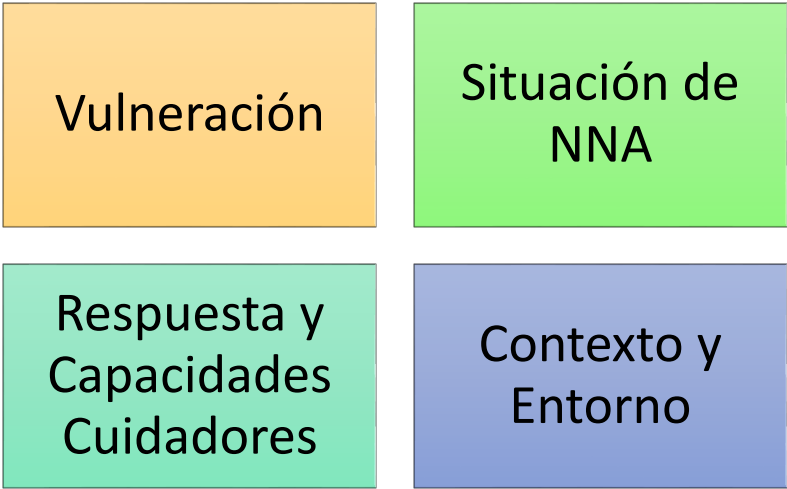 Vulneración
Situación de
NNA
Respuesta y
Capacidades
Cuidadores
Contexto y
Entorno